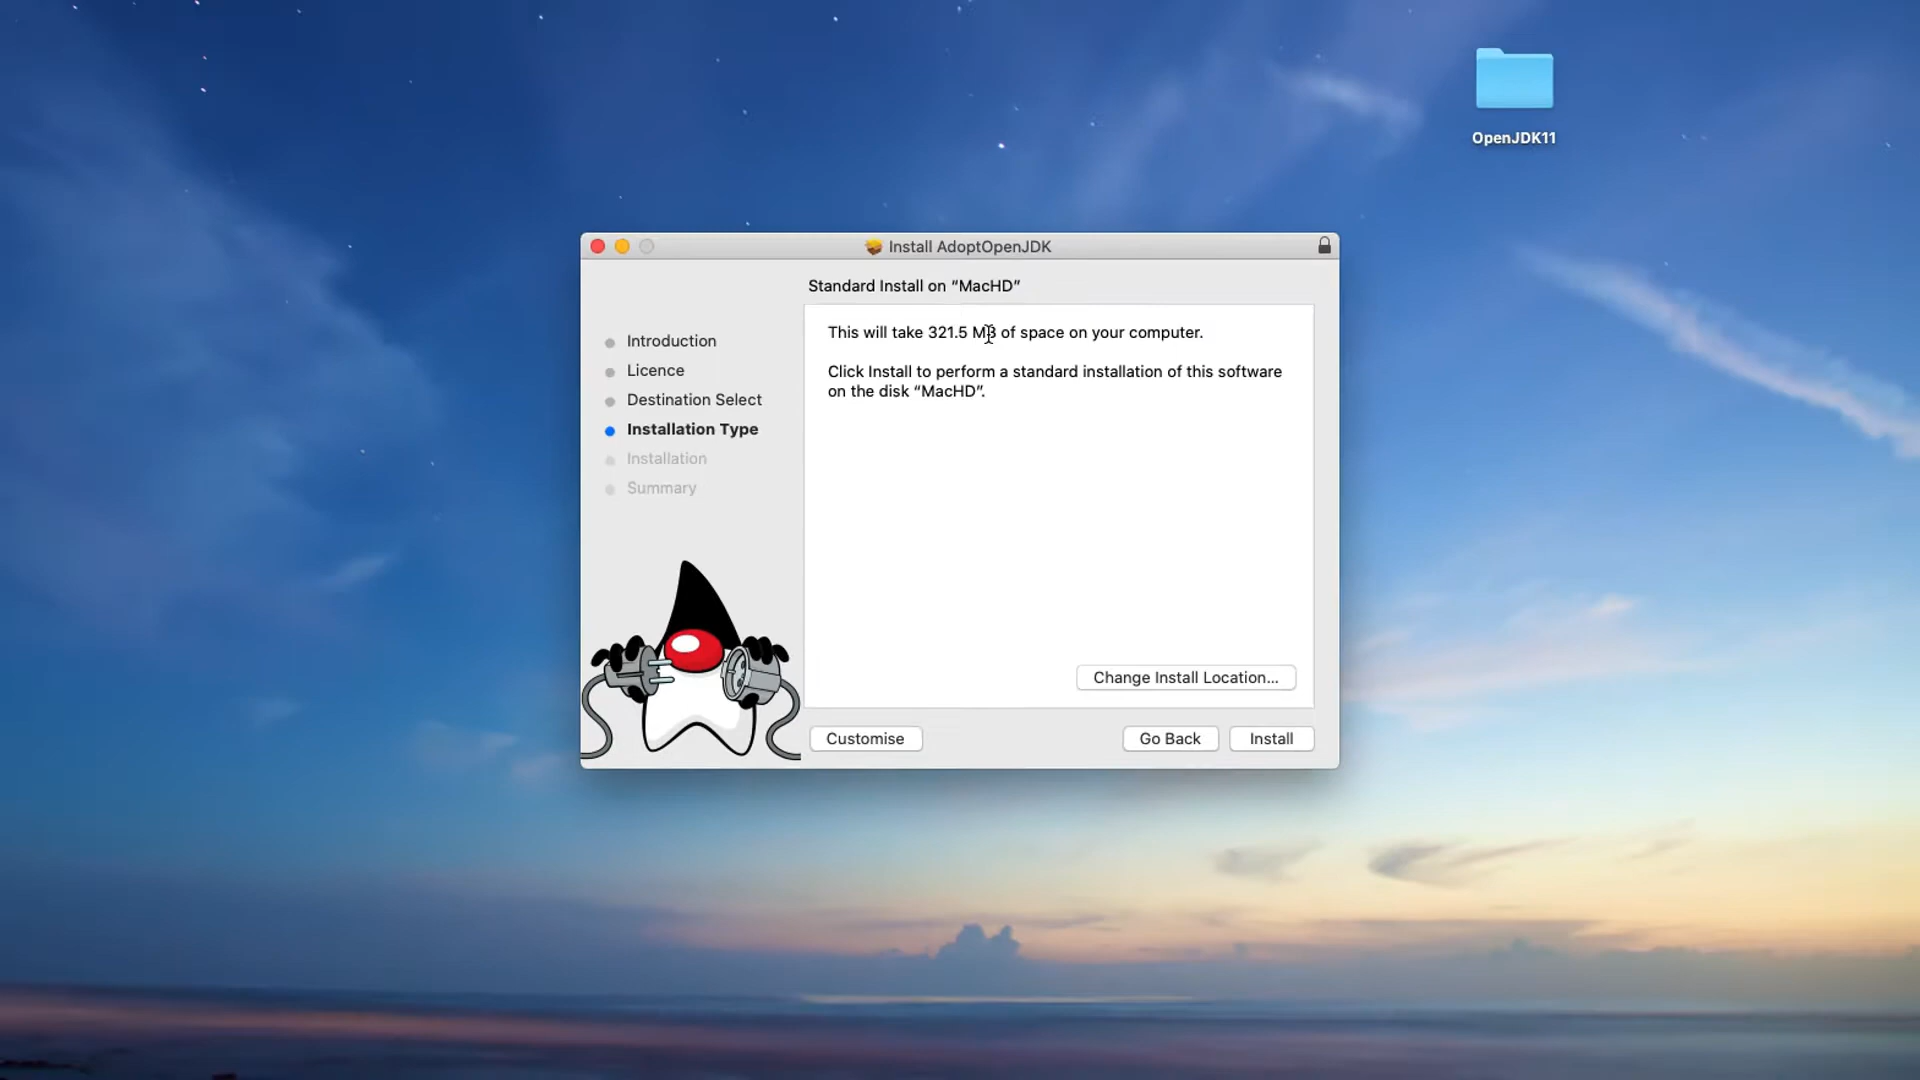 OpenJDK11
Install AdoptOpenJDK
Standard Install on “MacHD”
Introduction
Licence
Destination Select
Installation Type
Installation
Summary
This will take 321.5 MB of space on your computer.
Click Install to perform a standard installation of this software
on the disk “MacHD”.
Change Install Location...
Customise
Go Back
Install